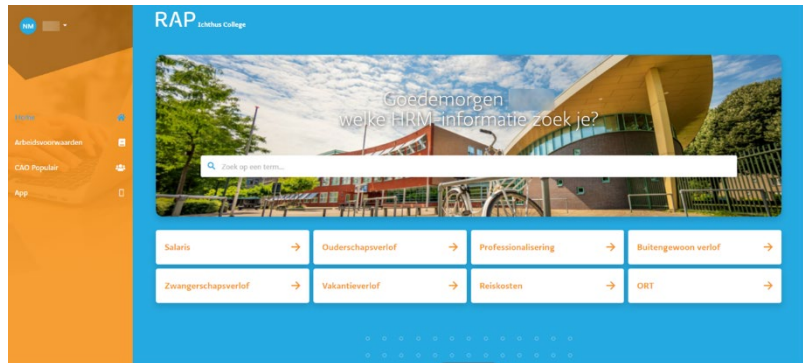 NM
RAP Ichthus College
Goedemorgen
welke HRM-informatie zoek je?
Zoek op een term...
Home
Arbeidsvoorwaarden
CAO Populair
App
Salaris
Ouderschapsverlof
Professionalisering
Buitengewoon verlof
Zwangerschapsverlof
Vakantieverlof
Reiskosten
ORT